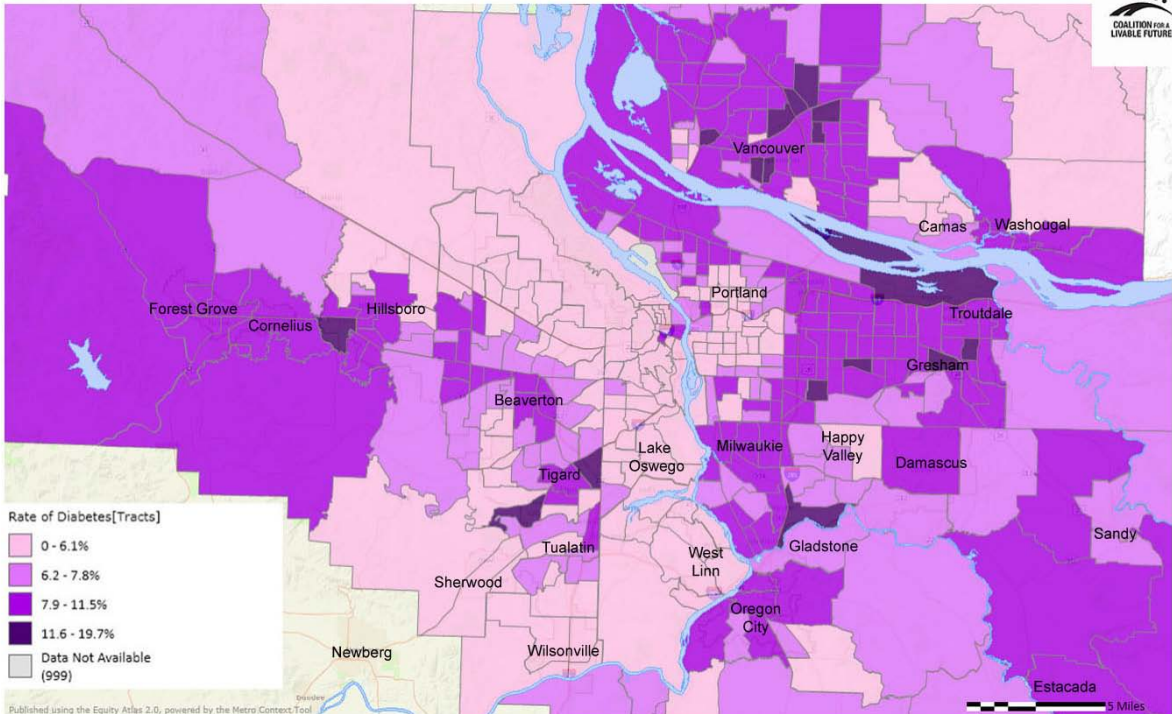 COALITION FOR A
LIVABLE FUTURE
Vancouver
Camas
Washougal
Portland
Forest Grove
Hillsboro
Cornelius
Troutdale
Gresham
Beaverton
Lake
Oswego
Milwaukie
Happy
Valley
Damascus
Tigard
Sandy
Tualatin
Gladstone
West
Linn
Sherwood
Oregon
City
Wilsonville
Newberg
Estacada
Rate of Diabetes[Tracts]
0 - 6.1%
6.2 - 7.8%
7.9 - 11.5%
11.6 - 19.7%
Data Not Available
(999)
Published using the Equity Atlas 2.0, powered by the Metro Context Tool
5 Miles